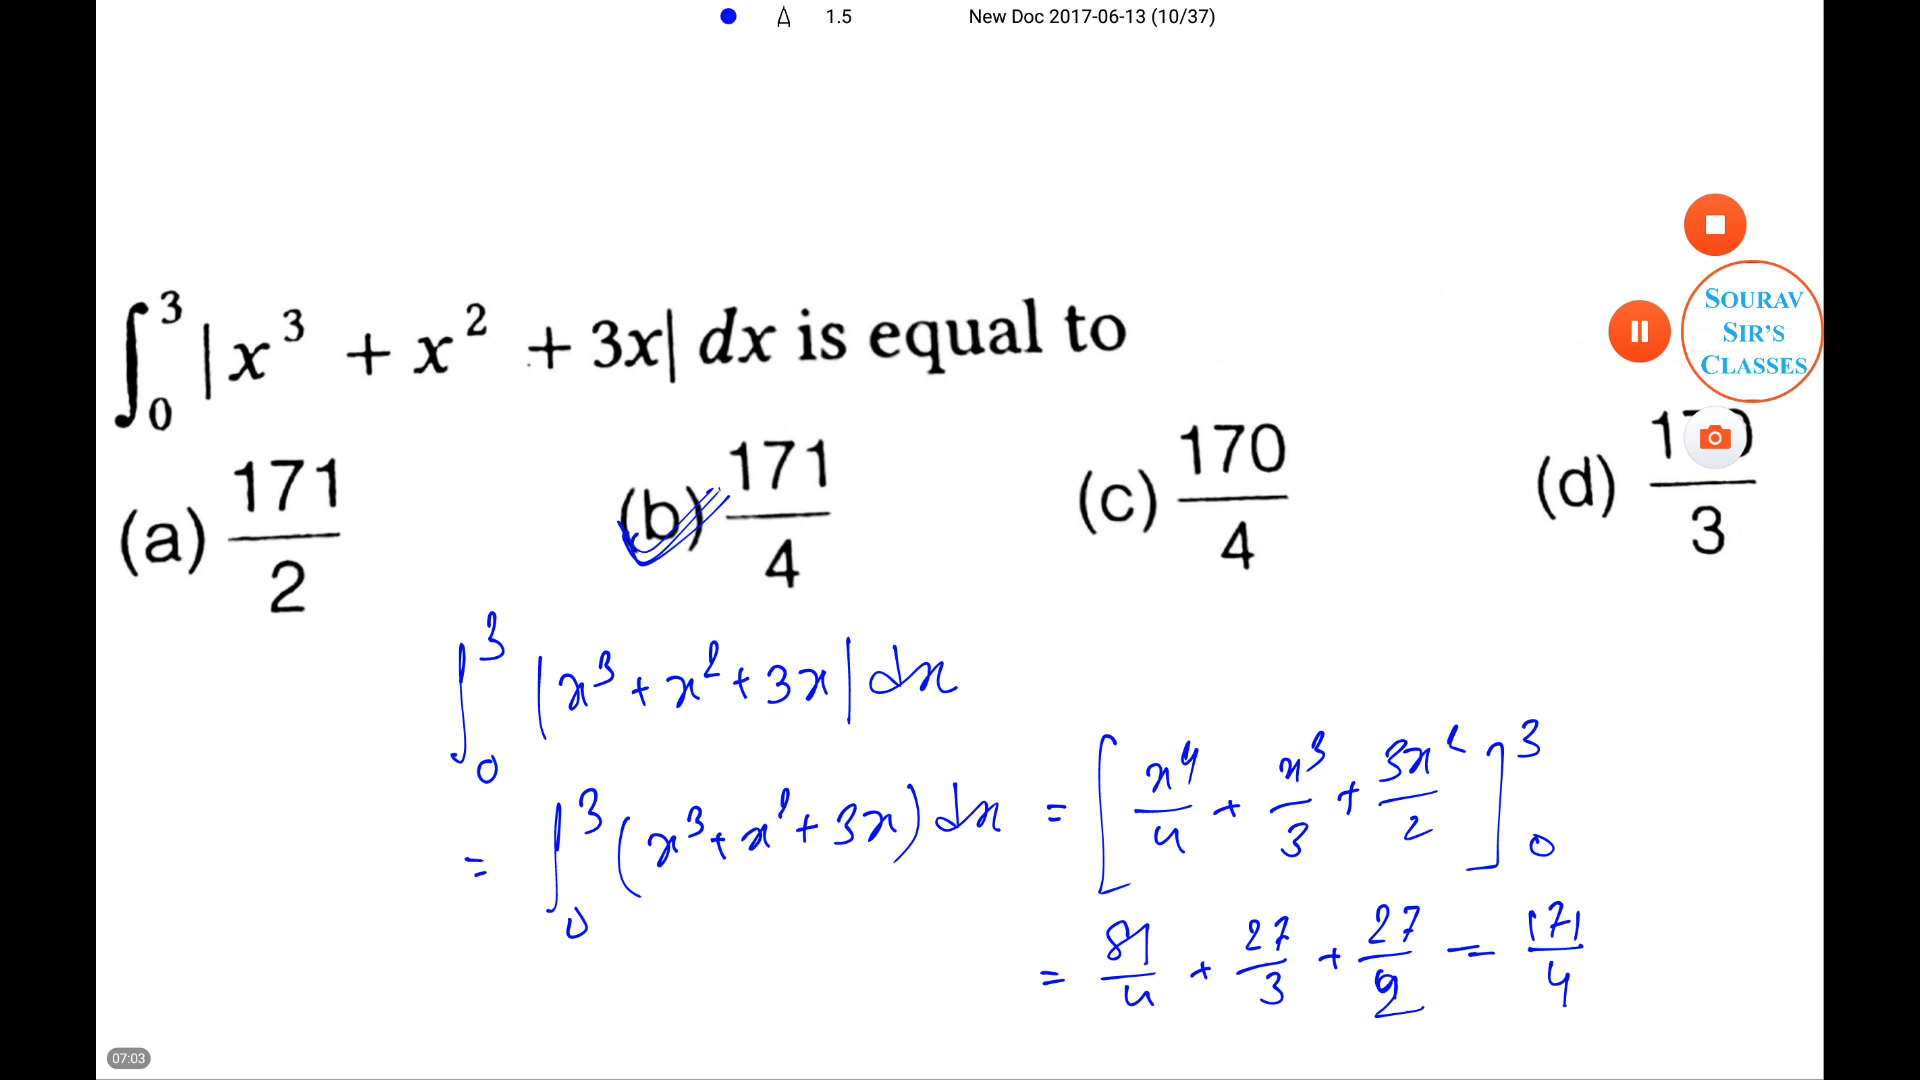 1.5 New Doc 2017-06-13 (10/37)
∫₀³ |x³ + x² + 3x| dx is equal to
SOURAV
SIR'S
CLASSES
(a) 171/2 (b) 171/4 (c) 170/4 (d) /3
∫₀³ |x³ + x² + 3x| dx
= ∫₀³ (x³ + x² + 3x) dx = [x⁴/4 + x³/3 + 3x²/2]₀³
= 81/4 + 27/3 + 27/2 = 171/4
07:03